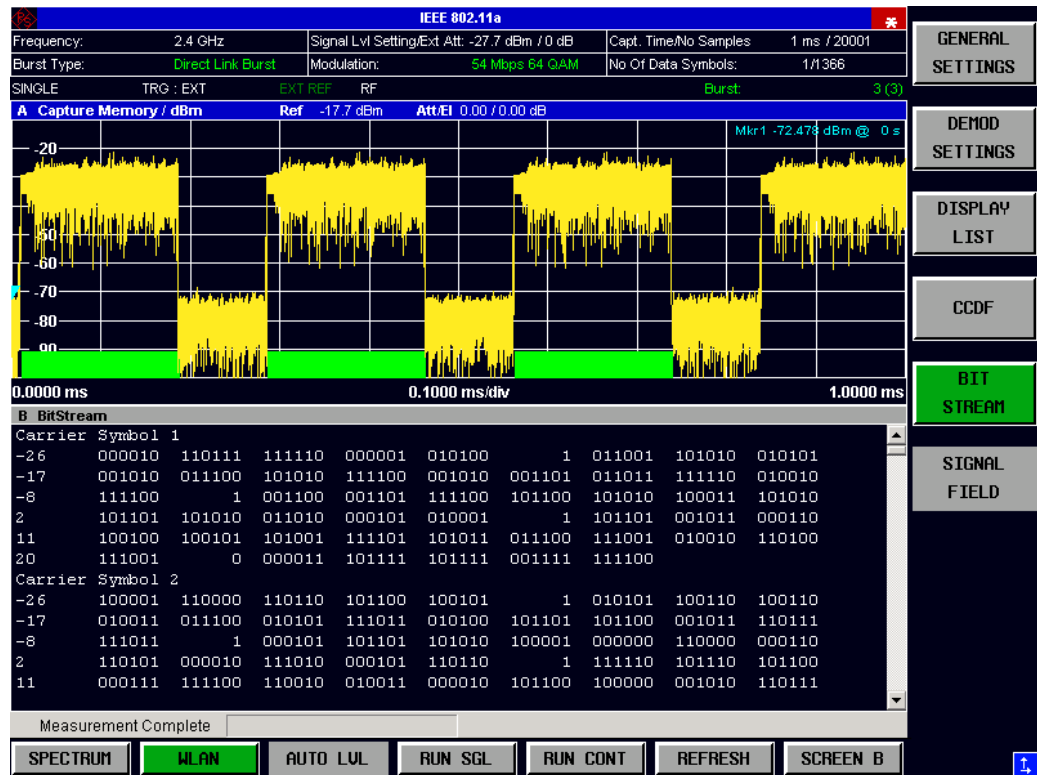 IEEE 802.11a
Frequency: 2.4 GHz Signal Lvl Setting/Ext Att: -27.7 dBm / 0 dB Capt. Time/No Samples 1 ms / 20001
Burst Type: Direct Link Burst Modulation: 54 Mbps 64 QAM No Of Data Symbols: 1/1366
SINGLE TRG : EXT EXT REF RF Burst: 3 (3)
A Capture Memory / dBm Ref -17.7 dBm Att/El 0.00 / 0.00 dB
Mkr1 -72.478 dBm @ 0 s
-20
-50
-60
-70
-80
-90
0.0000 ms 0.1000 ms/div 1.0000 ms
B BitStream
Carrier Symbol 1
-26 000010 110111 111110 000001 010100 1 011001 101010 010101
-17 001010 011100 101010 111100 001010 001101 011011 111110 010010
-8 111100 1 001100 001101 111100 101100 101010 100011 101010
2 101101 101010 011010 000101 010001 1 101101 001011 000110
11 100100 100101 101001 111101 101011 011100 111001 010010 110100
20 111001 0 000011 101111 101111 001111 111100
Carrier Symbol 2
-26 100001 110000 110110 101100 100101 1 010101 100110 100110
-17 010011 011100 010101 111011 010100 101101 101100 001011 110111
-8 111011 1 000101 101101 101010 100001 000000 110000 000110
2 110101 000010 111010 000101 110110 1 111110 101110 101100
11 000111 111100 110010 010011 000010 101100 100000 001010 110111
Measurement Complete
SPECTRUM WLAN AUTO LVL RUN SGL RUN CONT REFRESH SCREEN B
GENERAL
SETTINGS
DEMOD
SETTINGS
DISPLAY
LIST
CCDF
BIT
STREAM
SIGNAL
FIELD